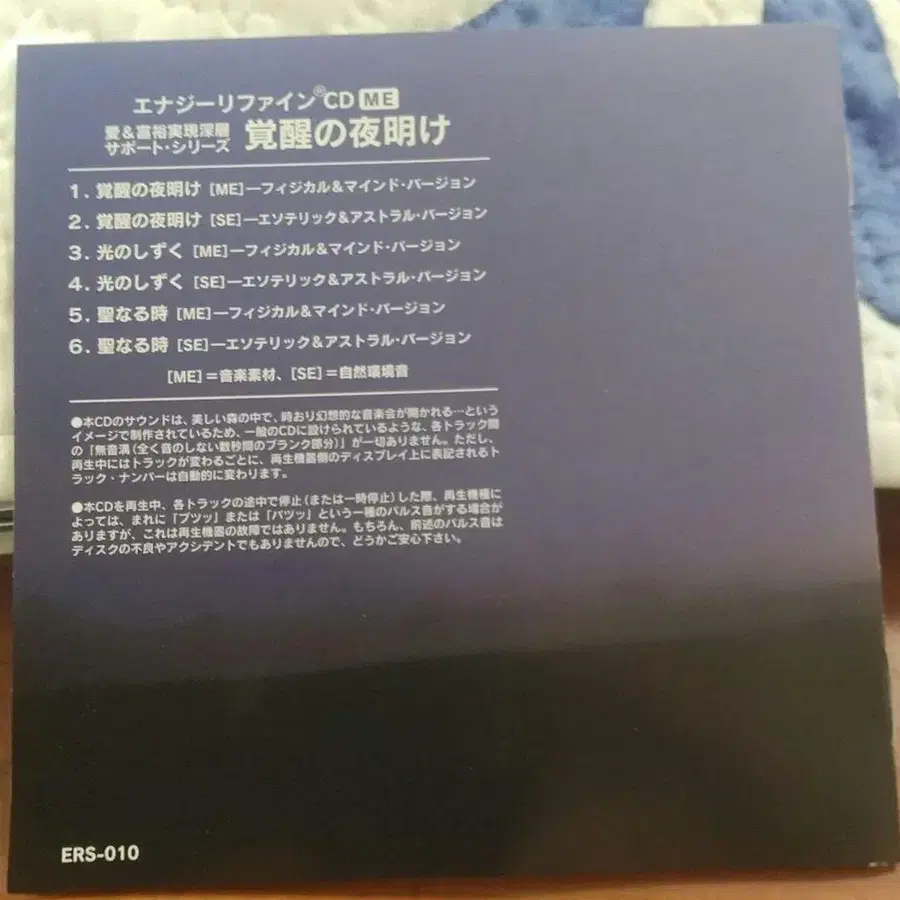 エナジーリファイン®CD ME
愛&富裕実現深層
サポート・シリーズ 覚醒の夜明け
1. 覚醒の夜明け [ME]—フィジカル&マインド・バージョン
2. 覚醒の夜明け [SE]—エソテリック&アストラル・バージョン
3. 光のしずく [ME]—フィジカル&マインド・バージョン
4. 光のしずく [SE]—エソテリック&アストラル・バージョン
5. 聖なる時 [ME]—フィジカル&マインド・バージョン
6. 聖なる時 [SE]—エソテリック&アストラル・バージョン
[ME]=音楽素材、[SE]=自然環境音
●本CDのサウンドは、美しい森の中で、時おり幻想的な音楽会が開かれる…という
イメージで制作されているため、一般のCDに設けられているような、各トラック間
の「無音溝(全く音のしない数秒間のブランク部分)」が一切ありません。ただし、
再生中にはトラックが変わるごとに、再生機器側のディスプレイ上に表記されるト
ラック・ナンバーは自動的に変わります。
●本CDを再生中、各トラックの途中で停止(または一時停止)した際、再生機種に
よっては、まれに「プツッ」または「パツッ」という一種のパルス音がする場合が
ありますが、これは再生機器の故障ではありません。もちろん、前述のパルス音は
ディスクの不良やアクシデントでもありませんので、どうかご安心下さい。
ERS-010